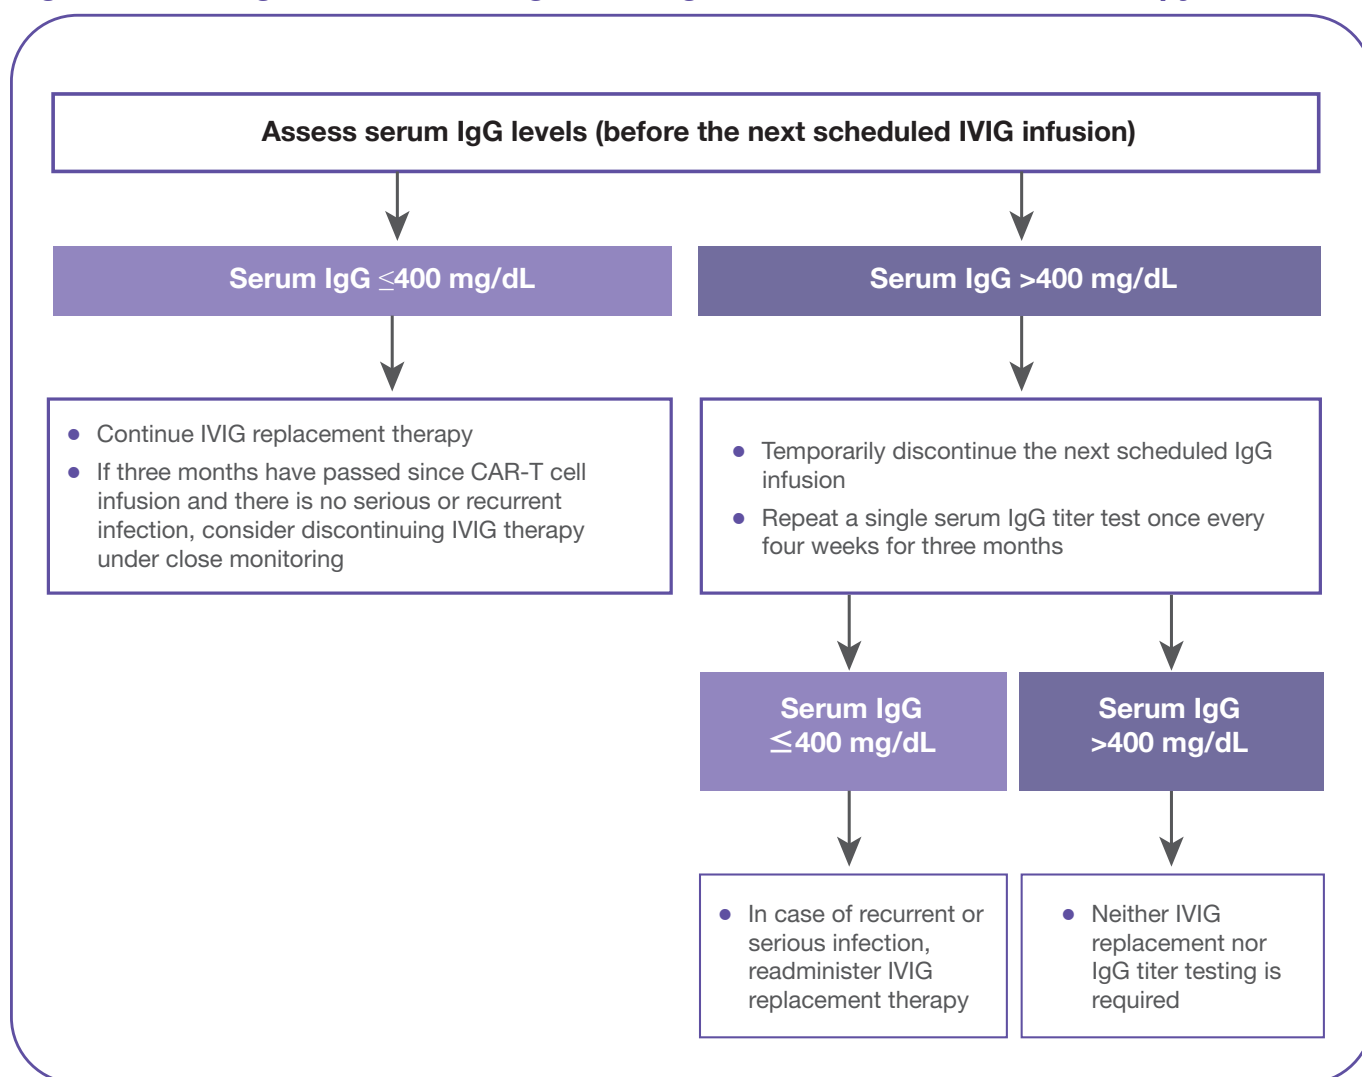 Assess serum IgG levels (before the next scheduled IVIG infusion)
Serum IgG ≤400 mg/dL
Serum IgG >400 mg/dL
● Continue IVIG replacement therapy
● If three months have passed since CAR-T cell
infusion and there is no serious or recurrent
infection, consider discontinuing IVIG therapy
under close monitoring
● Temporarily discontinue the next scheduled IgG
infusion
● Repeat a single serum IgG titer test once every
four weeks for three months
Serum IgG
≤400 mg/dL
Serum IgG
>400 mg/dL
● In case of recurrent or
serious infection,
readminister IVIG
replacement therapy
● Neither IVIG
replacement nor
IgG titer testing is
required